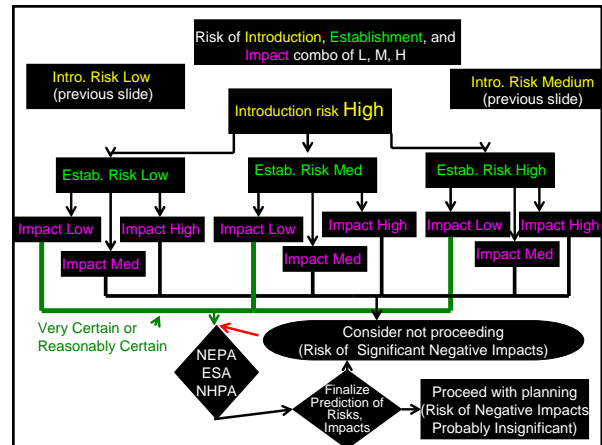 Risk of Introduction, Establishment, and
Impact combo of L, M, H
Intro. Risk Low
(previous slide)
Intro. Risk Medium
(previous slide)
Introduction risk High
Estab. Risk Low
Estab. Risk Med
Estab. Risk High
Impact Low
Impact High
Impact Low
Impact High
Impact Low
Impact High
Impact Med
Impact Med
Impact Med
Very Certain or
Reasonably Certain
Consider not proceeding
(Risk of Significant Negative Impacts)
NEPA
ESA
NHPA
Finalize
Prediction of
Risks,
Impacts
Proceed with planning
(Risk of Negative Impacts
Probably Insignificant)